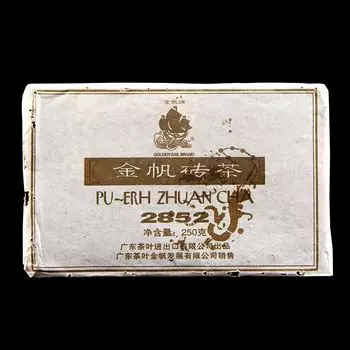 金帆牌
GOLDEN SAIL BRAND
金帆砖茶
PU~ERH ZHUAN CHA
2852
净含量: 250克
广东茶叶进出口有限公司出品
广东茶叶金帆发展有限公司销售